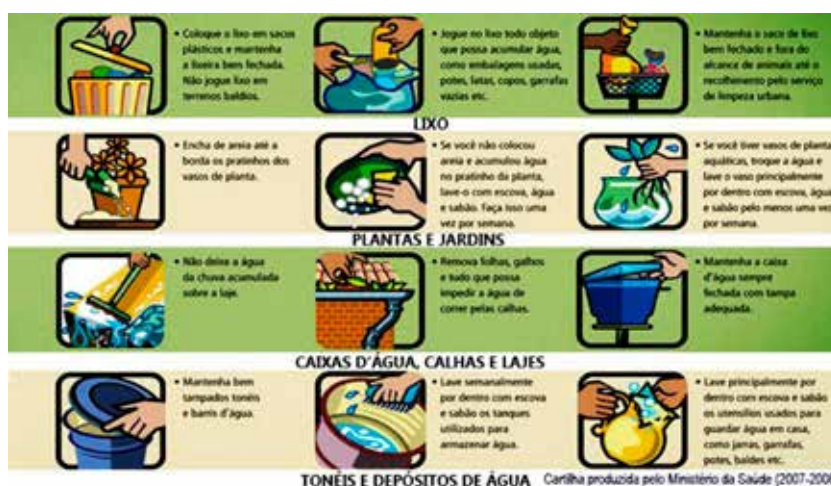 • Coloque o lixo em sacos
plásticos e mantenha
a lixeira bem fechada.
Não jogue lixo em
terrenos baldios.
• Jogue no lixo todo objeto
que possa acumular água,
como embalagens usadas,
potes, latas, copos, garrafas
vazias etc.
• Mantenha o saco de lixo
bem fechado e fora do
alcance de animais até o
recolhimento pelo serviço
de limpeza urbana.
LIXO
• Encha de areia até a
borda os pratinhos dos
vasos de planta.
• Se você não colocou
areia e acumulou água
no pratinho da planta,
lave-o com escova, água
e sabão. Faça isso uma
vez por semana.
• Se você tiver vasos de planta
aquáticas, troque a água e
lave o vaso principalmente
por dentro com escova, água
e sabão pelo menos uma vez
por semana.
PLANTAS E JARDINS
• Não deixe a água
da chuva acumulada
sobre a laje.
• Remova folhas, galhos
e tudo que possa
impedir a água de
correr pelas calhas.
• Mantenha a caixa
d'água sempre
fechada com tampa
adequada.
CAIXAS D'ÁGUA, CALHAS E LAJES
• Mantenha bem
tampados tonéis
e barris d'água.
• Lave semanalmente
por dentro com escova
e sabão os tanques
utilizados para
armazenar água.
• Lave principalmente por
dentro com escova e sabão
os utensílios usados para
guardar água em casa,
como jarras, garrafas,
potes, baldes etc.
TONÉIS E DEPÓSITOS DE ÁGUA Cartilha produzida pelo Ministério da Saúde (2007-200